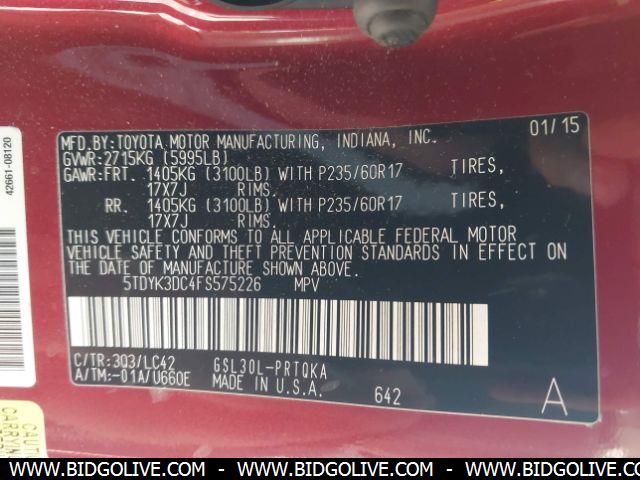 42661-08120
MFD.BY:TOYOTA MOTOR MANUFACTURING, INDIANA, INC. 01/15
GVWR:2715KG (5995LB)
GAWR:FRT. 1405KG (3100LB) WITH P235/60R17 TIRES,
17X7J RIMS.
RR. 1405KG (3100LB) WITH P235/60R17 TIRES,
17X7J RIMS.
THIS VEHICLE CONFORMS TO ALL APPLICABLE FEDERAL MOTOR
VEHICLE SAFETY AND THEFT PREVENTION STANDARDS IN EFFECT ON
THE DATE OF MANUFACTURE SHOWN ABOVE.
5TDYK3DC4FS575226 MPV
C/TR:303/LC42 GSL30L-PRTQKA
A/TM:-01A/U660E MADE IN U.S.A. 642 A
WWW.BIDGOLIVE.COM - WWW.BIDGOLIVE.COM - WWW.BIDGOLIVE.COM